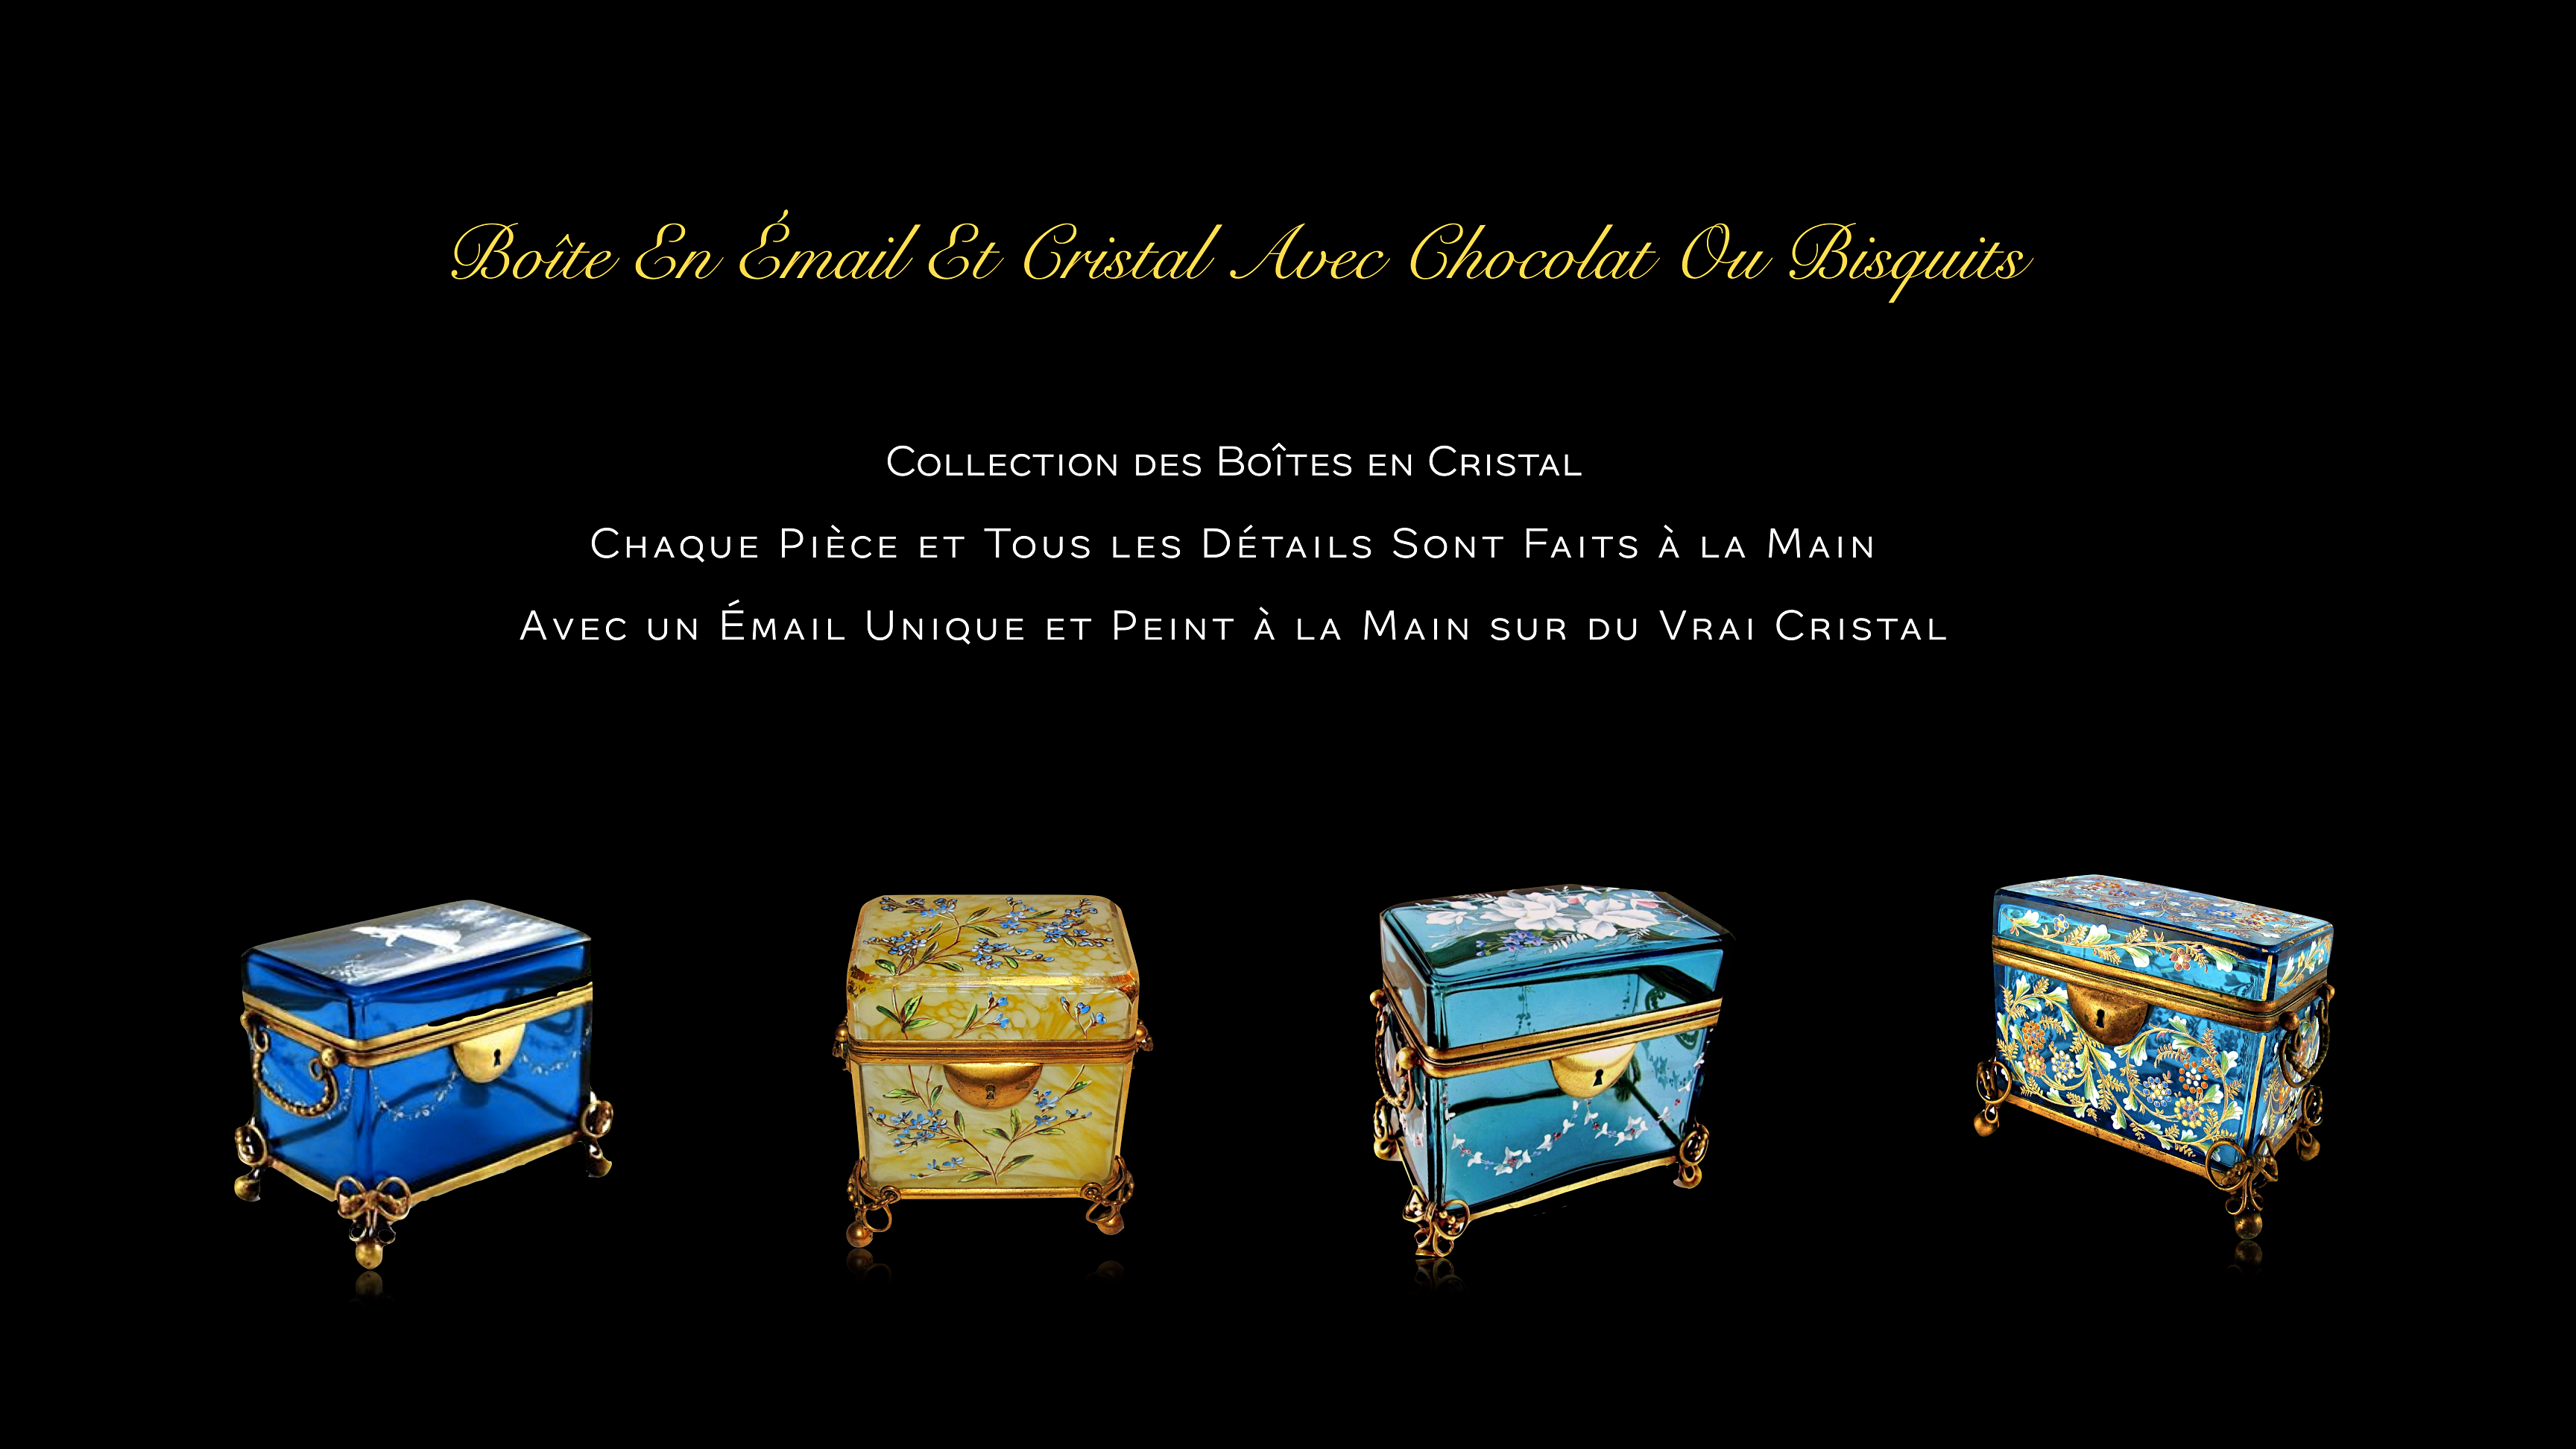 Boîte En Émail Et Cristal Avec Chocolat Ou Bisquits
Collection des Boîtes en Cristal
Chaque Pièce et Tous les Détails Sont Faits à la Main
Avec un Émail Unique et Peint à la Main sur du Vrai Cristal